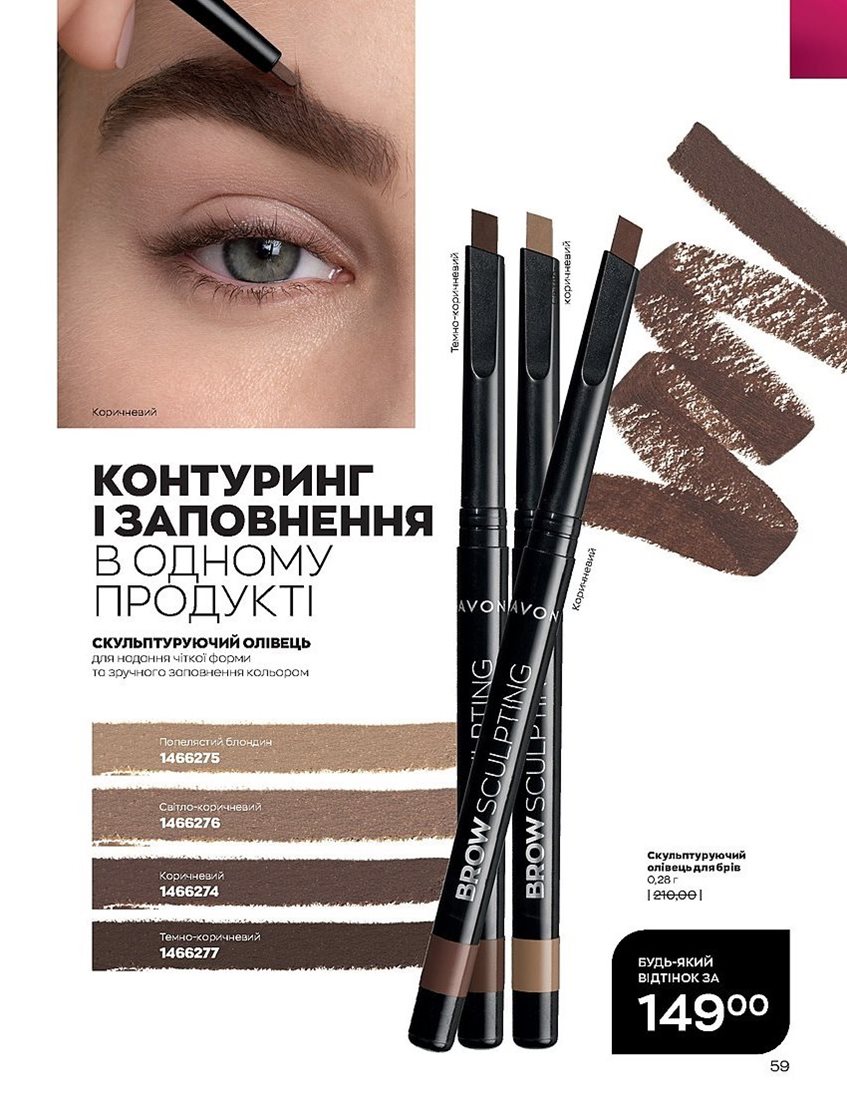 Коричневий
Темно-коричневий
коричневий
Коричневий
КОНТУРИНГ
І ЗАПОВНЕННЯ
В ОДНОМУ
ПРОДУКТІ
СКУЛЬПТУРУЮЧИЙ ОЛІВЕЦЬ
для надання чіткої форми
та зручного заповнення кольором
Попелястий блондин
1466275
Світло-коричневий
1466276
Коричневий
1466274
Темно-коричневий
1466277
AVON
AVON
BROW SCULPTING
BROW SCULPTING
Скульптуруючий
олівець для брів
0,28 г
| 210,00 |
БУДЬ-ЯКИЙ
ВІДТІНОК ЗА
149⁰⁰
59